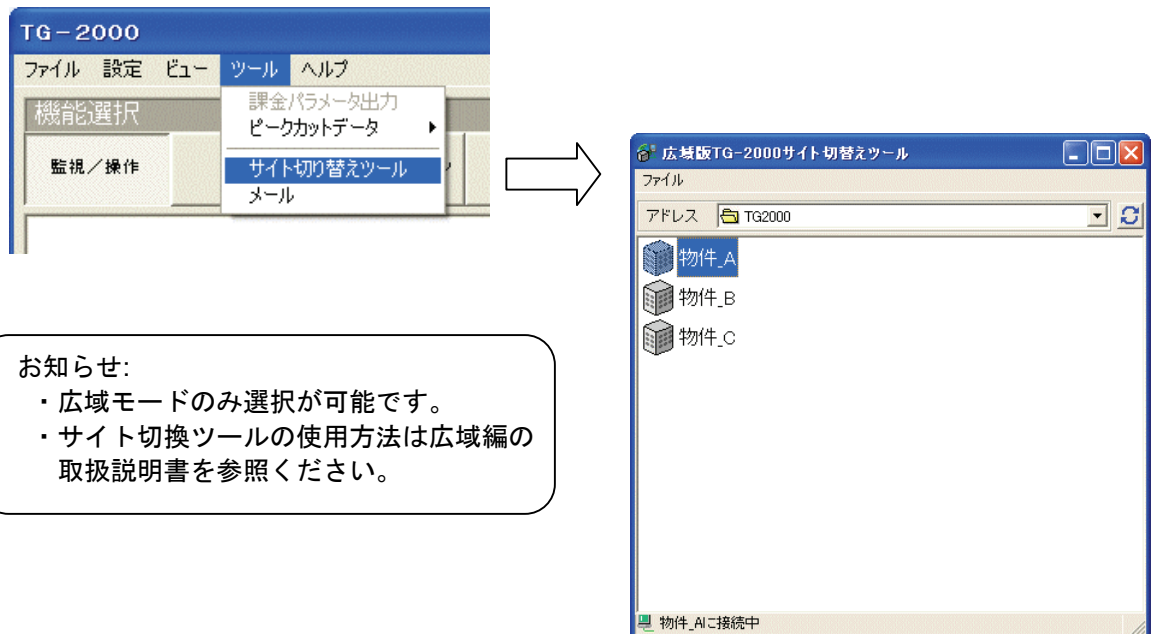 TG-2000
ファイル 設定 ビュー ツール ヘルプ
機能選択
監視/操作
課金パラメータ出力
ピークカットデータ
サイト切り替えツール
メール
お知らせ:
・広域モードのみ選択が可能です。
・サイト切換ツールの使用方法は広域編の
取扱説明書を参照ください。
広域版TG-2000サイト切替えツール
ファイル
アドレス TG2000
物件_A
物件_B
物件_C
物件_Aに接続中